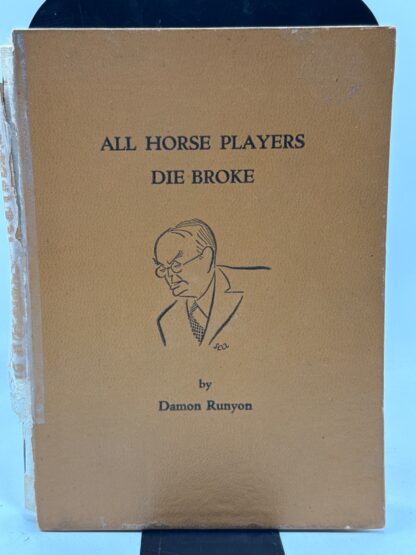 ALL HORSE PLAYERS
DIE BROKE
by
Damon Runyon